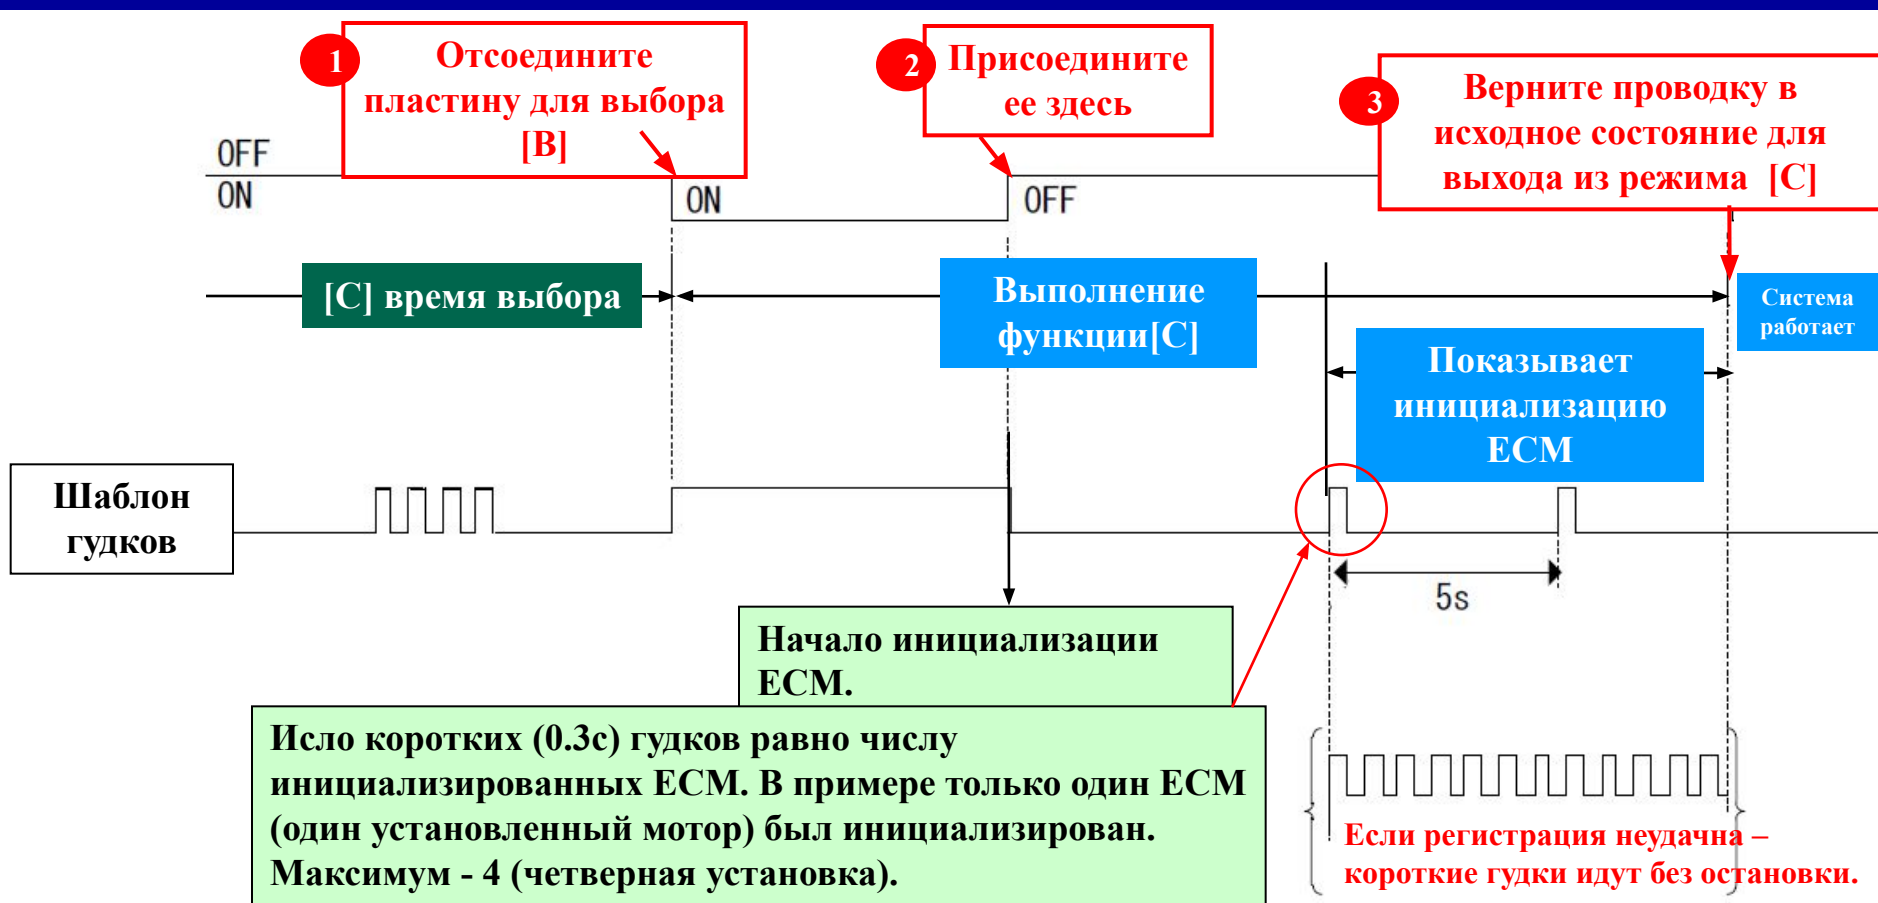 1
Отсоедините
пластину для выбора
[B]
2
Присоедините
ее здесь
3
Верните проводку в
исходное состояние для
выхода из режима [C]
OFF
ON
ON
OFF
[C] время выбора
Выполнение
функции[C]
Система
работает
Показывает
инициализацию
ECM
Шаблон
гудков
5s
Начало инициализации
ECM.
Исло коротких (0.3с) гудков равно числу
инициализированных ECM. В примере только один ECM
(один установленный мотор) был инициализирован.
Максимум - 4 (четверная установка).
Если регистрация неудачна –
короткие гудки идут без остановки.